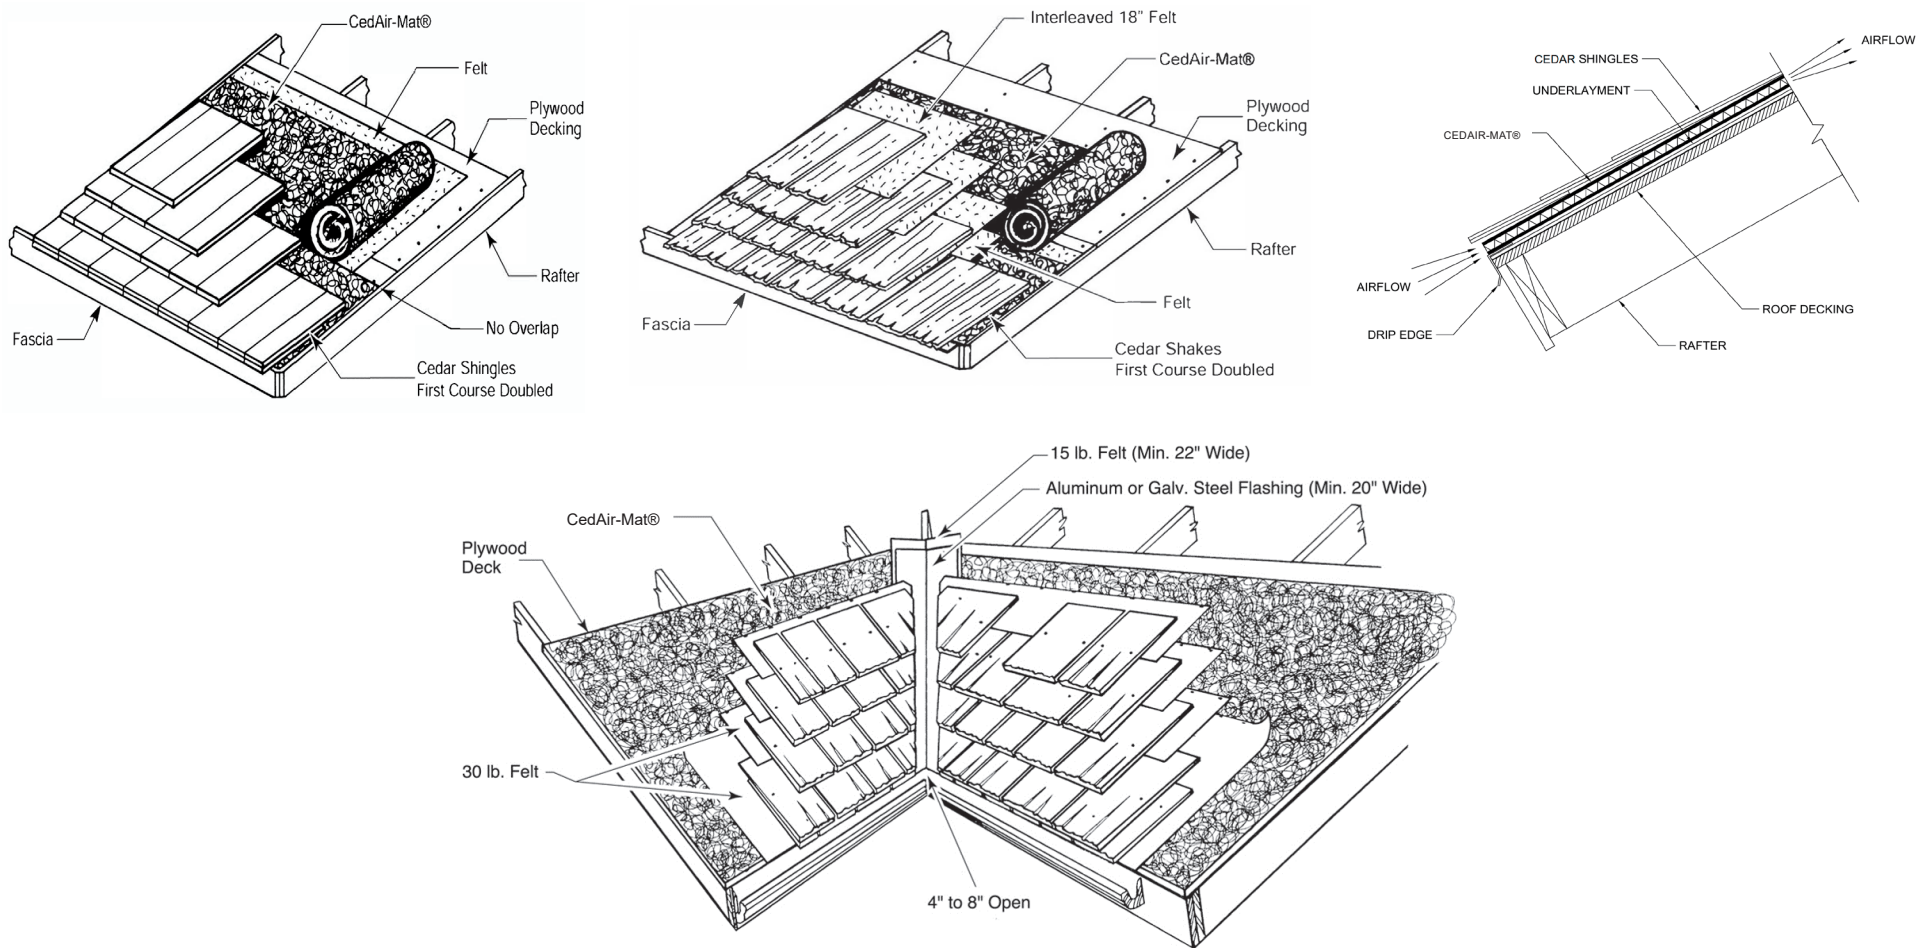 CedAir-Mat®
Felt
Plywood
Decking
Rafter
No Overlap
Cedar Shingles
First Course Doubled
Fascia
Interleaved 18" Felt
CedAir-Mat®
Plywood
Decking
Rafter
Felt
Fascia
Cedar Shakes
First Course Doubled
AIRFLOW
CEDAR SHINGLES
UNDERLAYMENT
CEDAIR-MAT®
AIRFLOW
DRIP EDGE
ROOF DECKING
RAFTER
15 lb. Felt (Min. 22" Wide)
Aluminum or Galv. Steel Flashing (Min. 20" Wide)
CedAir-Mat®
Plywood
Deck
30 lb. Felt
4" to 8" Open